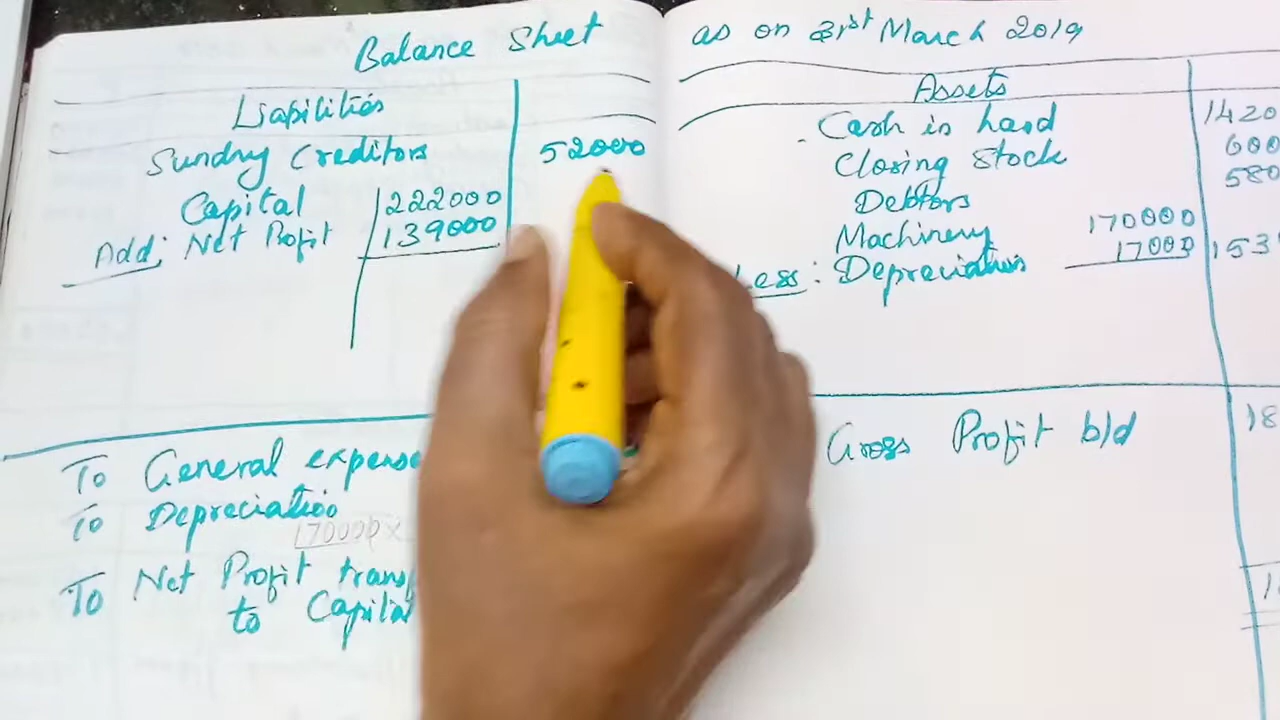 Balance Sheet as on 31st March 2019
Liabilities
Sundry Creditors 52000
Capital 222000
Add: Net Profit 139000
Assets
Cash in hand 1420
Closing Stock 600
Debtors 580
Machinery 170000
Less: Depreciation 17000 153
To General expense
To Depreciation
170000 x
To Net Profit transf
to Capital
Gross Profit b/d 18